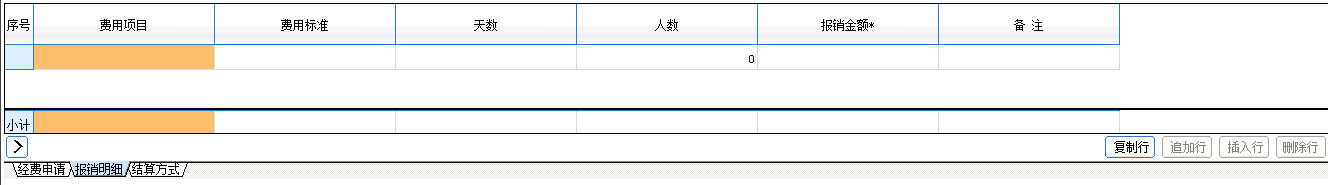 序号 费用项目 费用标准 天数 人数 报销金额* 备 注
0
小计
复制行 追加行 插入行 删除行
经费申请 报销明细 结算方式